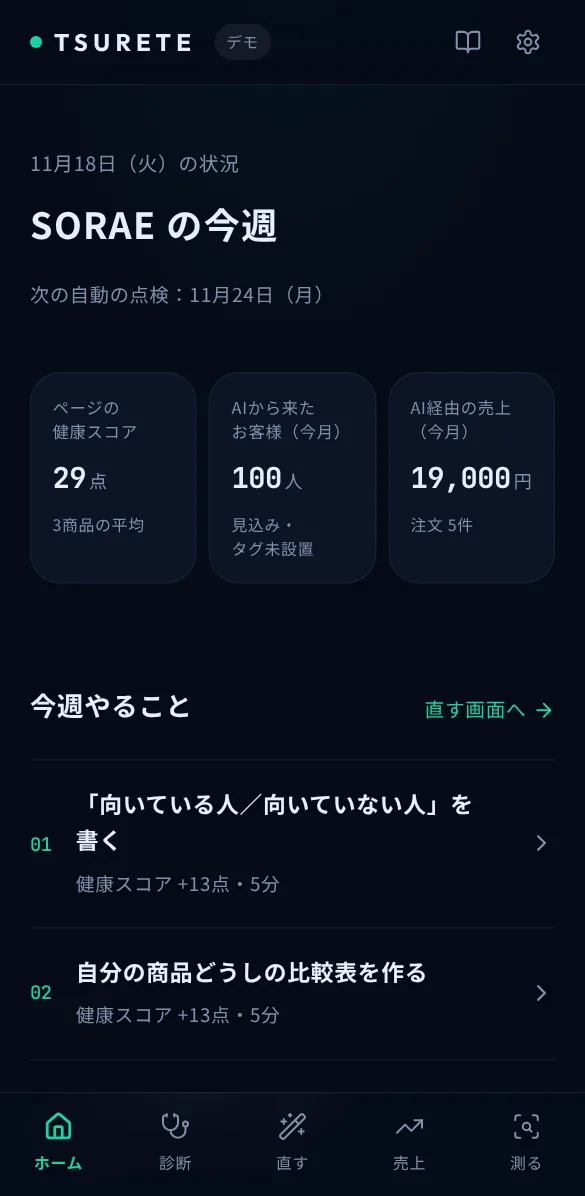 TSURETE デモ
11月18日（火）の状況
SORAE の今週
次の自動の点検：11月24日（月）
ページの
健康スコア
29点
3商品の平均
AIから来た
お客様（今月）
100人
見込み・
タグ未設置
AI経由の売上
（今月）
19,000円
注文 5件
今週やること
直す画面へ →
01
「向いている人／向いていない人」を
書く
健康スコア +13点・5分
02
自分の商品どうしの比較表を作る
健康スコア +13点・5分
ホーム
診断
直す
売上
測る